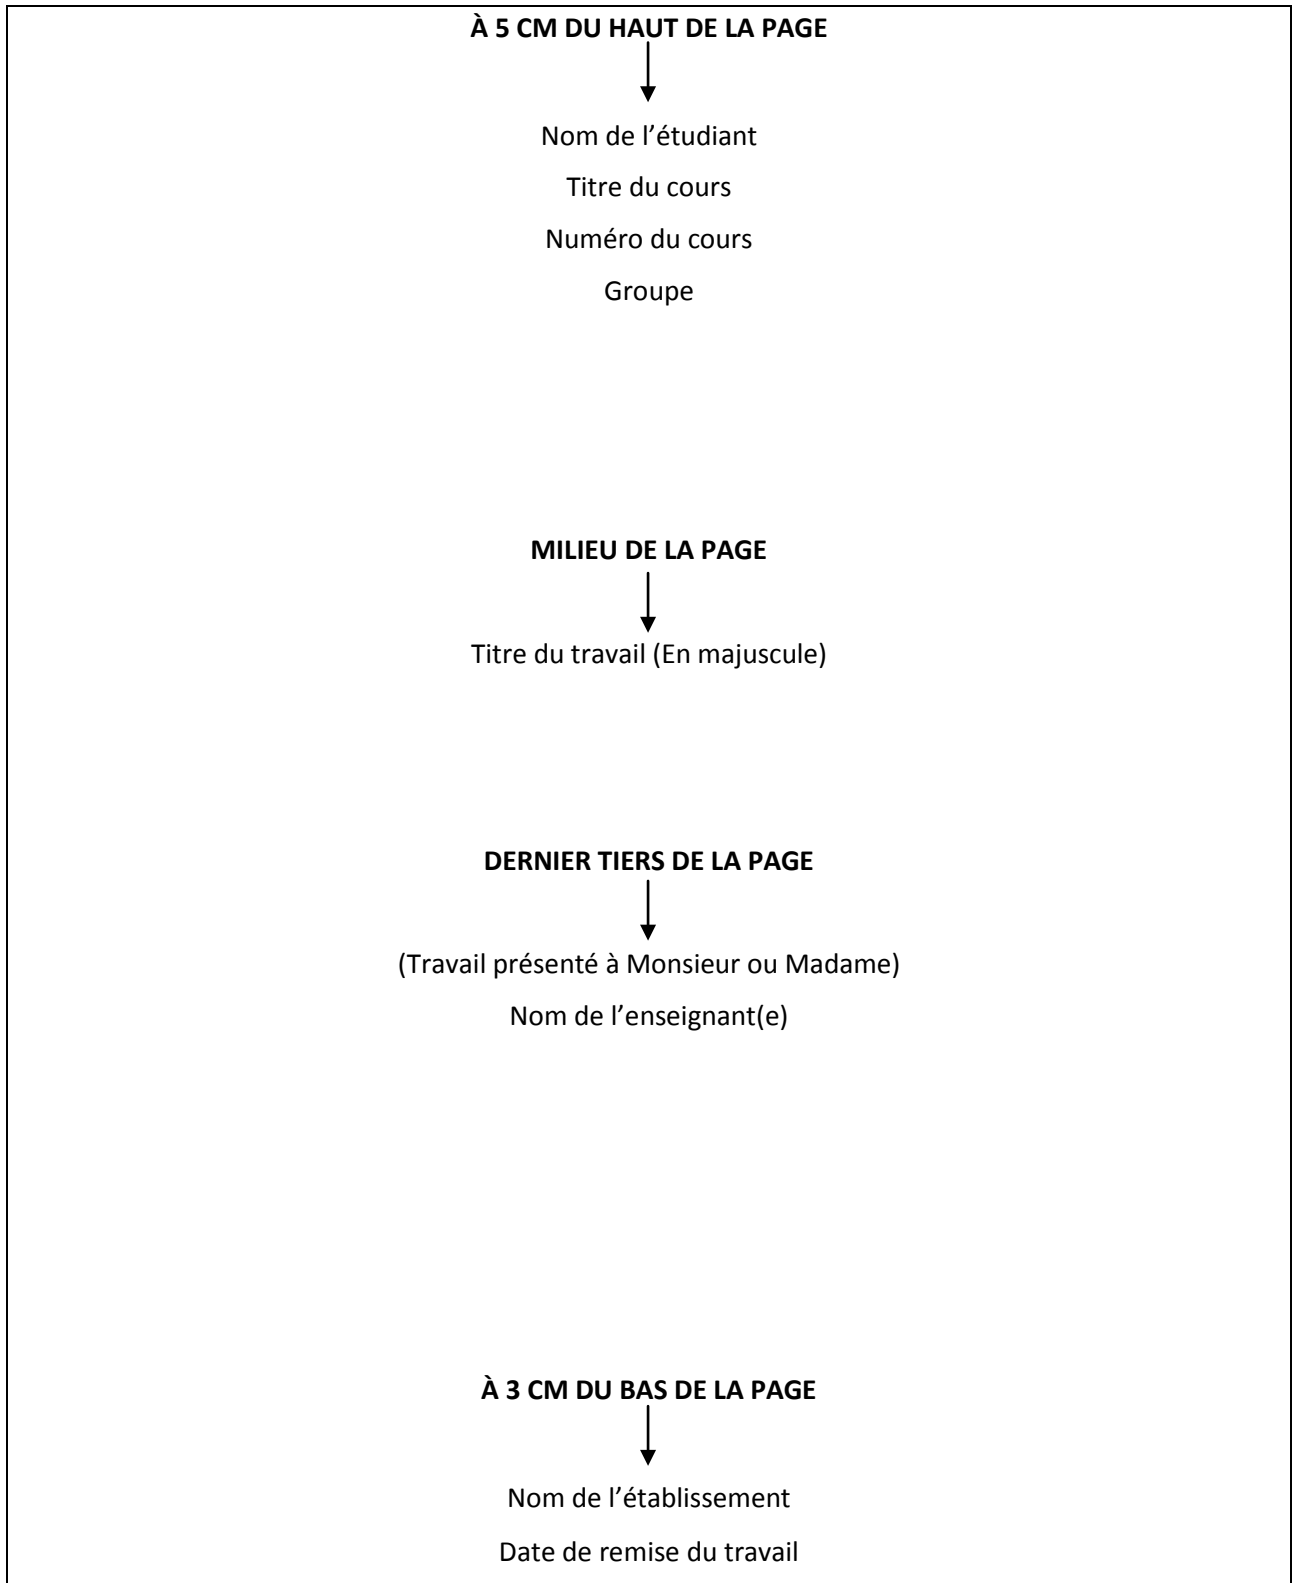 À 5 CM DU HAUT DE LA PAGE
Nom de l’étudiant
Titre du cours
Numéro du cours
Groupe
MILIEU DE LA PAGE
Titre du travail (En majuscule)
DERNIER TIERS DE LA PAGE
(Travail présenté à Monsieur ou Madame)
Nom de l’enseignant(e)
À 3 CM DU BAS DE LA PAGE
Nom de l’établissement
Date de remise du travail